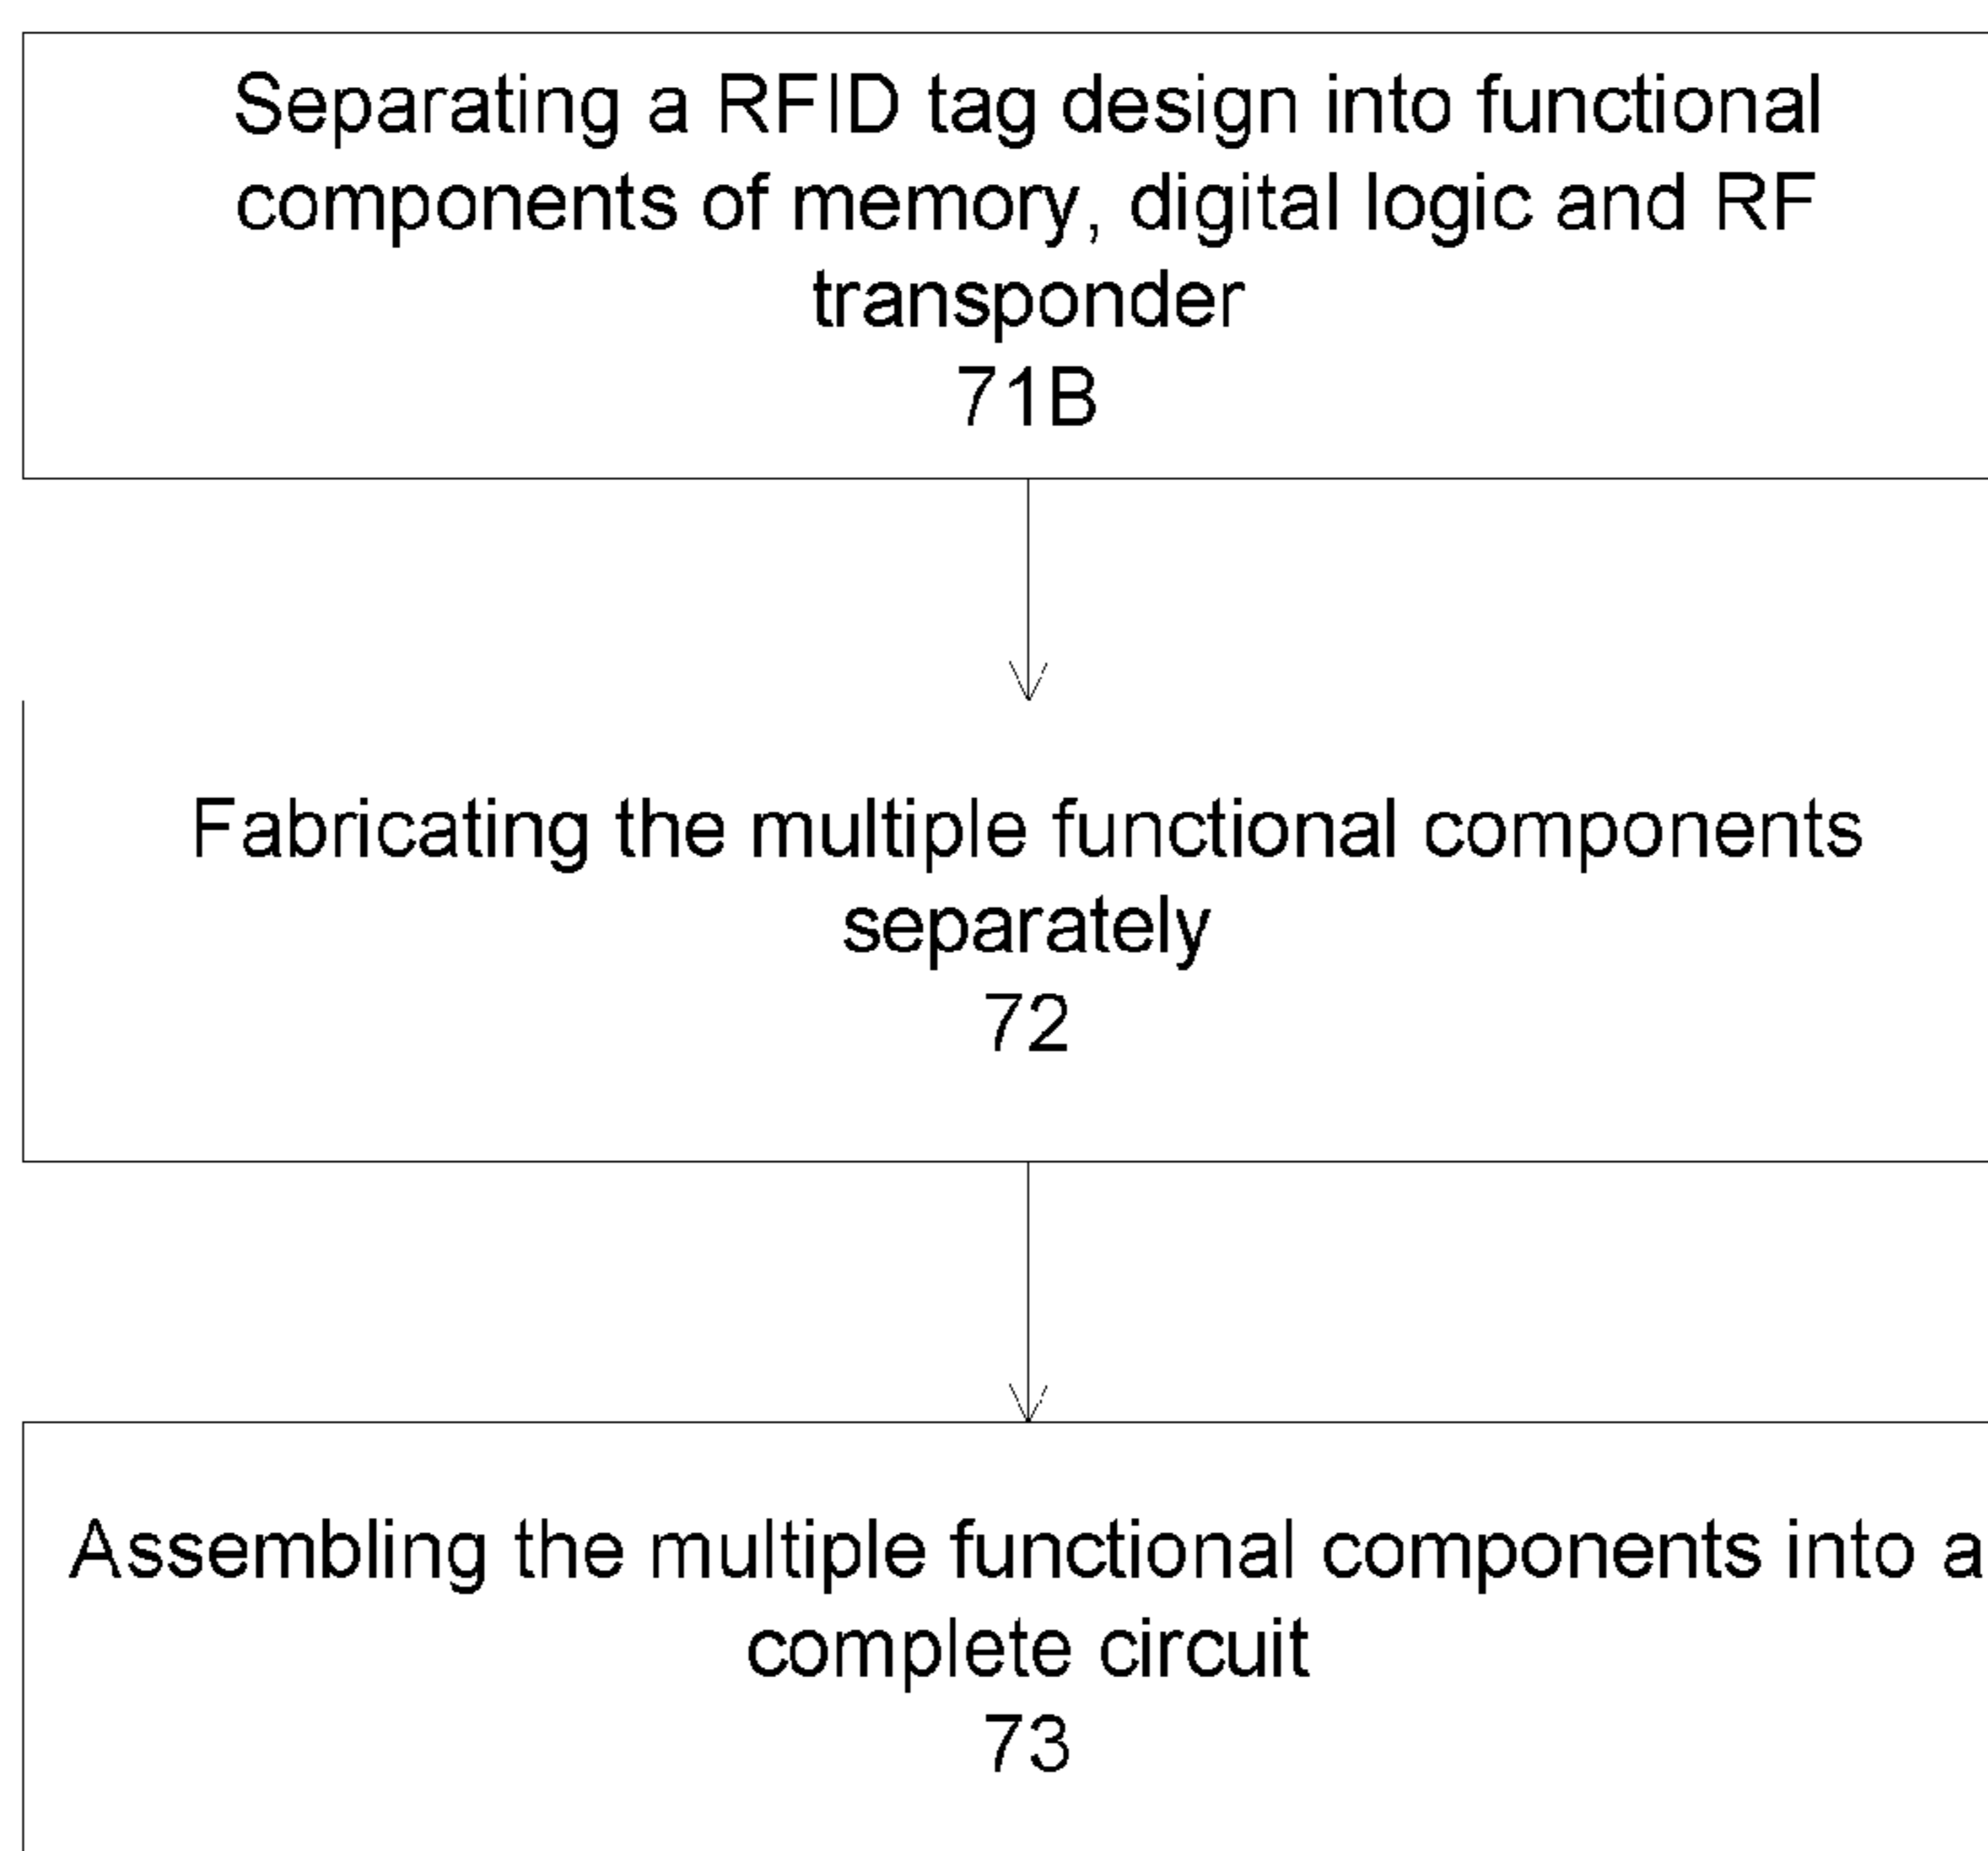 Separating a RFID tag design into functional
components of memory, digital logic and RF
transponder
71B
Fabricating the multiple functional components
separately
72
Assembling the multiple functional components into a
complete circuit
73